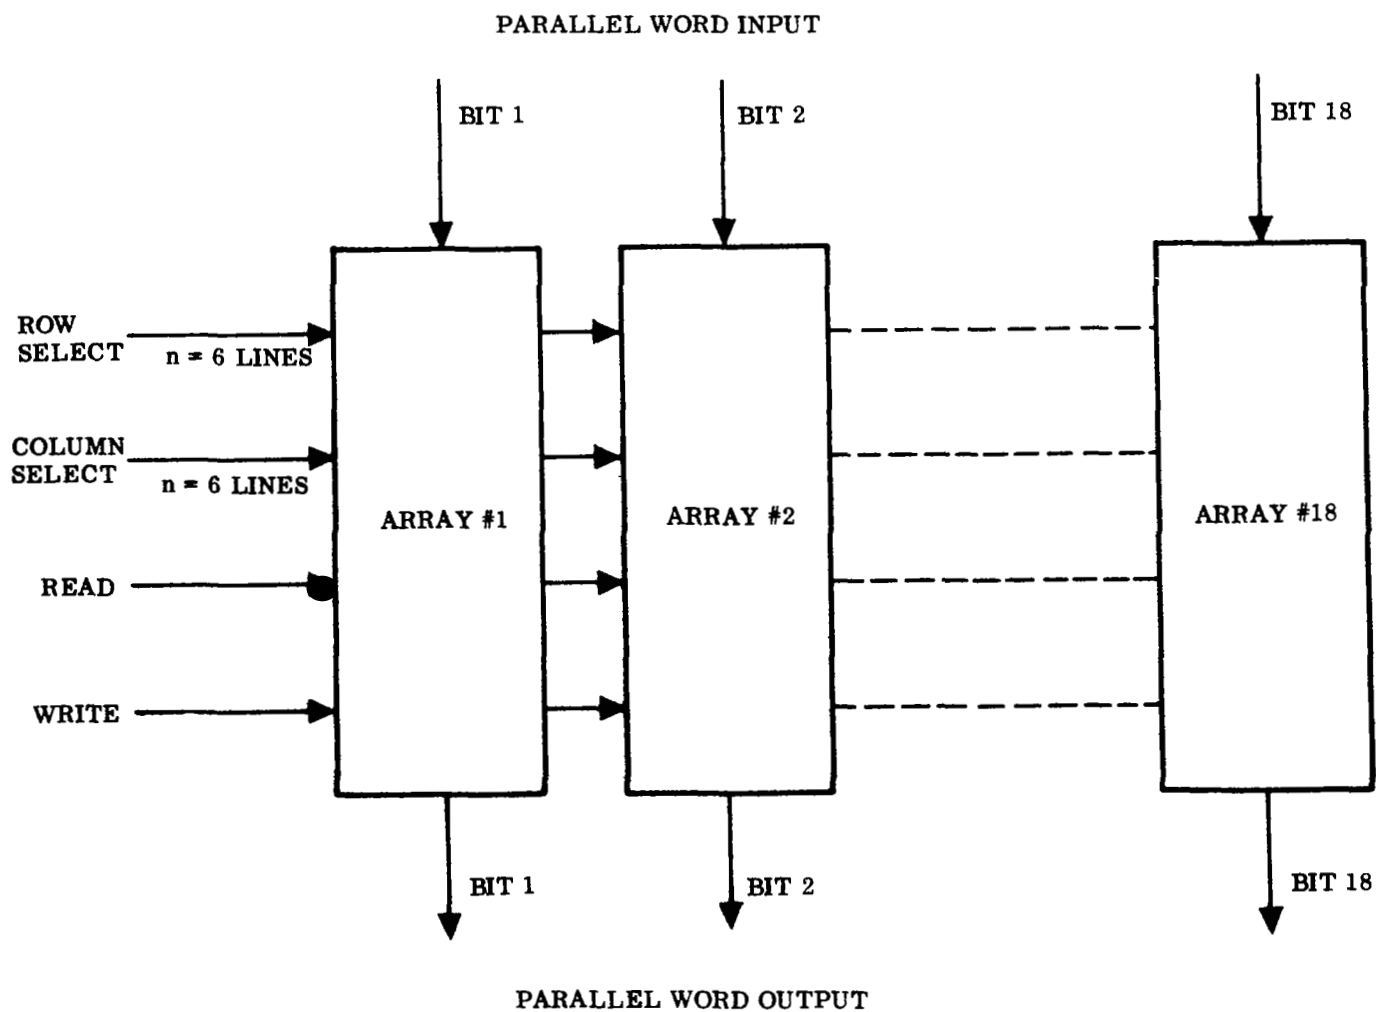 PARALLEL WORD INPUT
BIT 1
BIT 2
BIT 18
ROW
SELECT
n = 6 LINES
COLUMN
SELECT
n = 6 LINES
READ
WRITE
ARRAY #1
ARRAY #2
ARRAY #18
BIT 1
BIT 2
BIT 18
PARALLEL WORD OUTPUT